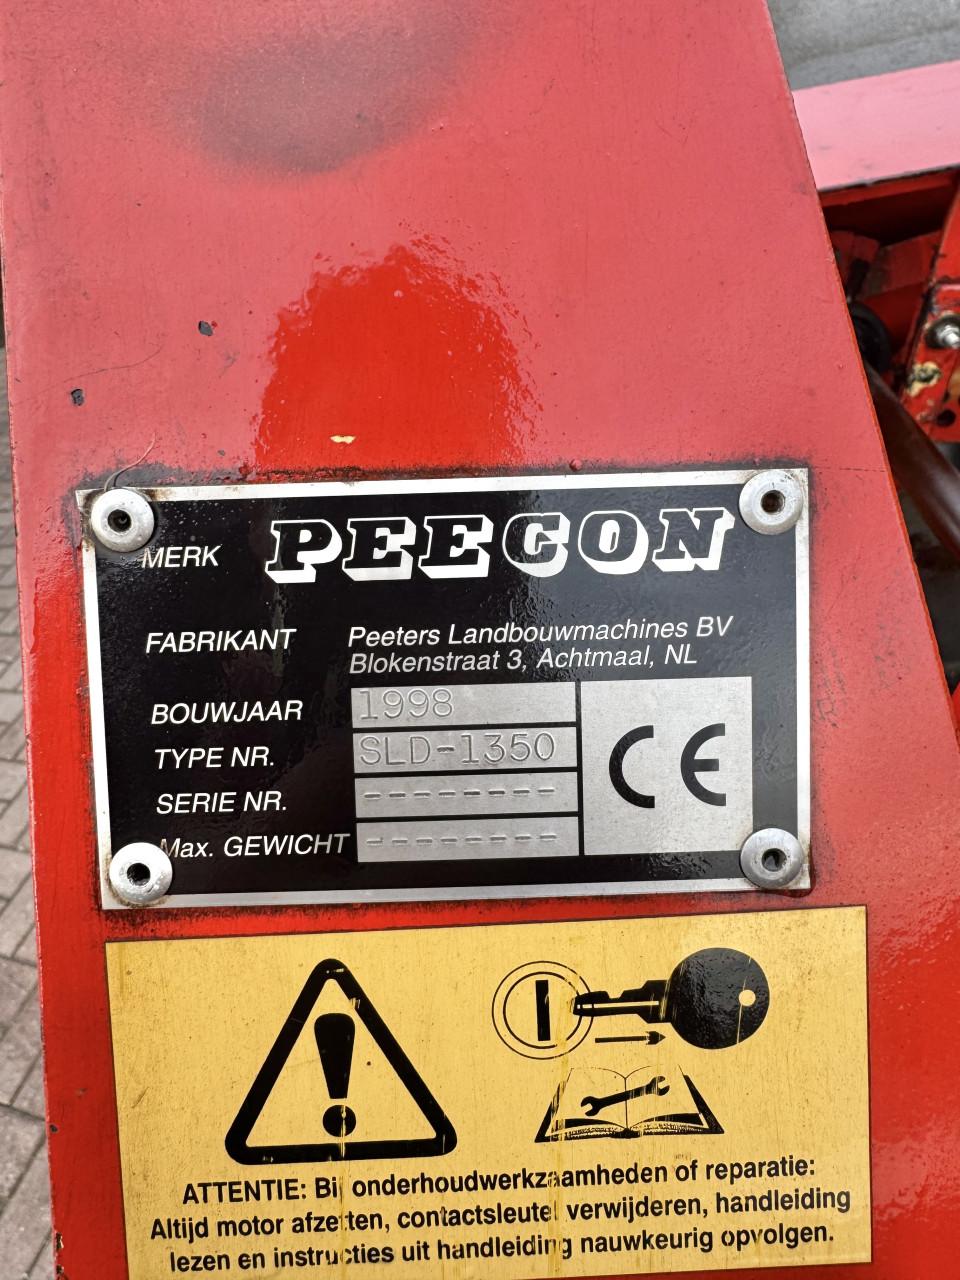 MERK PEECON
FABRIKANT Peeters Landbouwmachines BV
Blokenstraat 3, Achtmaal, NL
BOUWJAAR 1998
TYPE NR. SLD-1350
SERIE NR. --------
Max. GEWICHT --------
CE
ATTENTIE: Bij onderhoudwerkzaamheden of reparatie:
Altijd motor afzetten, contactsleutel verwijderen, handleiding
lezen en instructies uit handleiding nauwkeurig opvolgen.